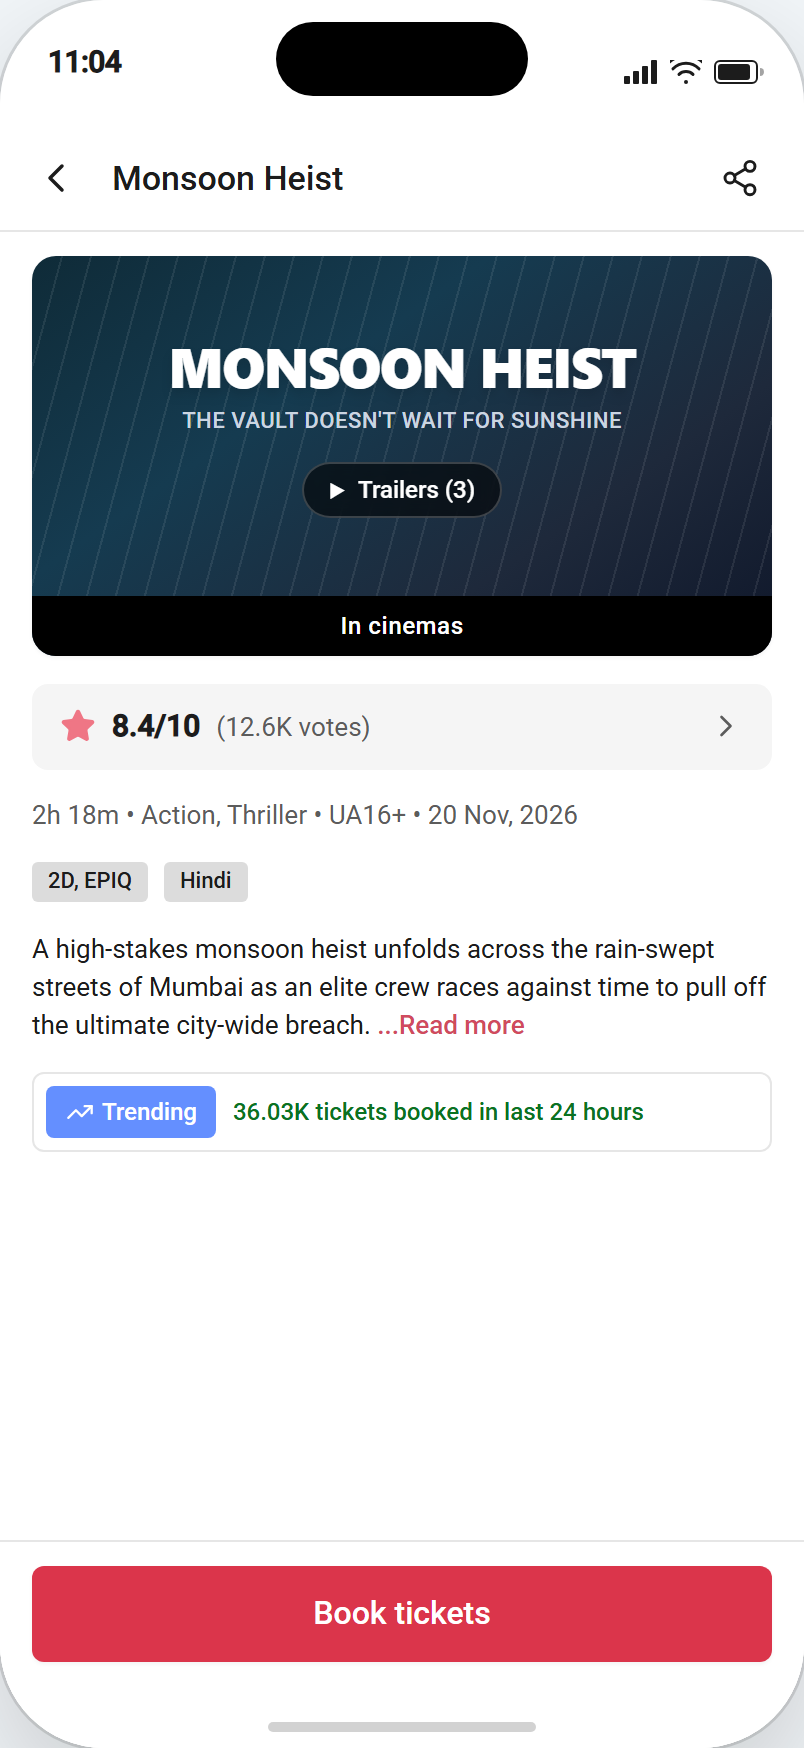 11:04
Monsoon Heist
MONSOON HEIST
THE VAULT DOESN'T WAIT FOR SUNSHINE
Trailers (3)
In cinemas
8.4/10 (12.6K votes)
2h 18m • Action, Thriller • UA16+ • 20 Nov, 2026
2D, EPIQ Hindi
A high-stakes monsoon heist unfolds across the rain-swept
streets of Mumbai as an elite crew races against time to pull off
the ultimate city-wide breach. ...Read more
Trending 36.03K tickets booked in last 24 hours
Book tickets